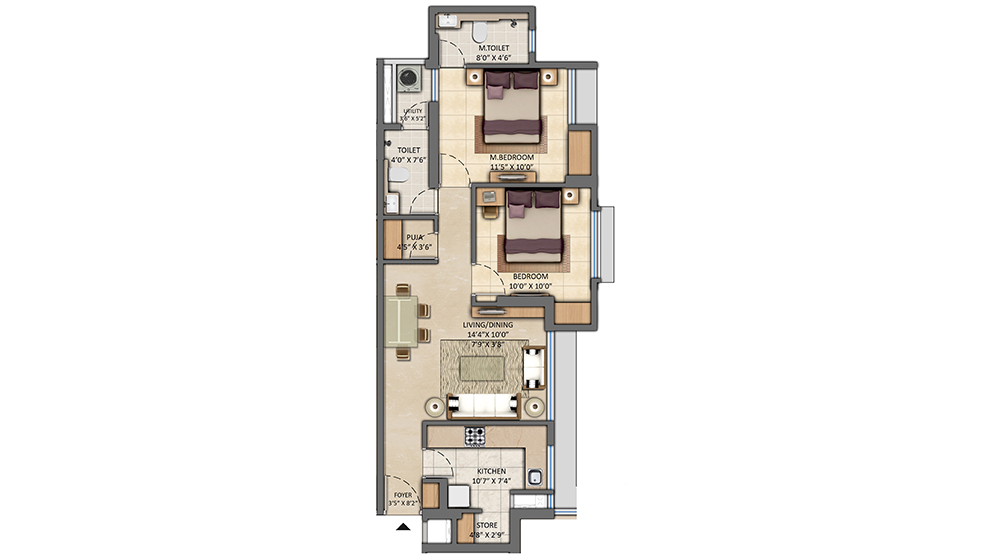 M.TOILET
8'0" X 4'6"
UTILITY
3'6" X 5'2"
TOILET
4'0" X 7'6"
M.BEDROOM
11'5" X 10'0"
PUJA
4'5" X 3'6"
BEDROOM
10'0" X 10'0"
LIVING/DINING
14'4"X 10'0"
7'9" X 3'8"
KITCHEN
10'7" X 7'4"
FOYER
3'5" X 8'2"
STORE
4'8" X 2'9"